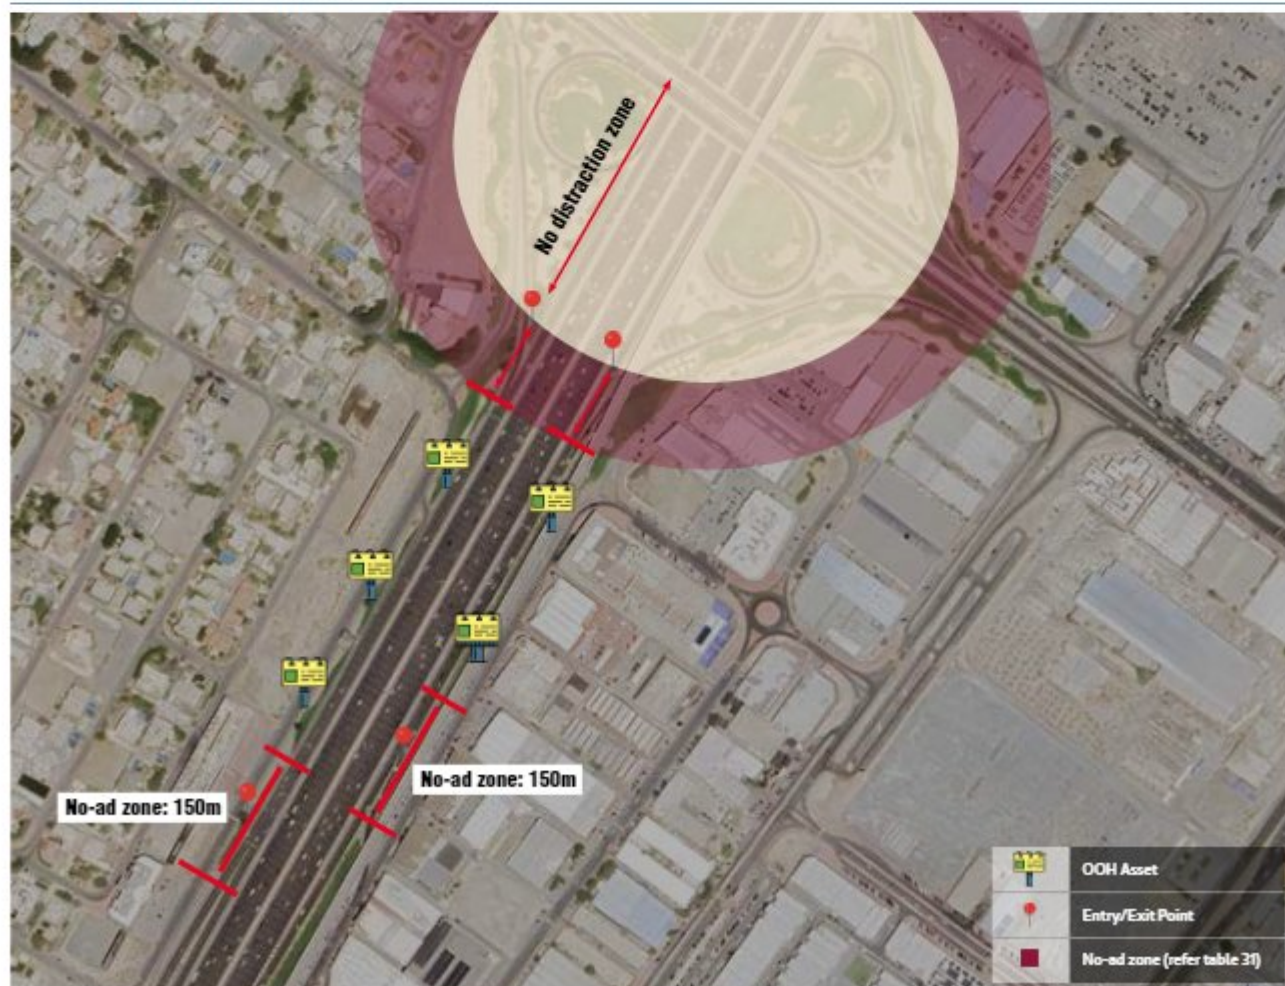 No distraction zone
No-ad zone: 150m
No-ad zone: 150m
OOH Asset
Entry/Exit Point
No-ad zone (refer table 31)